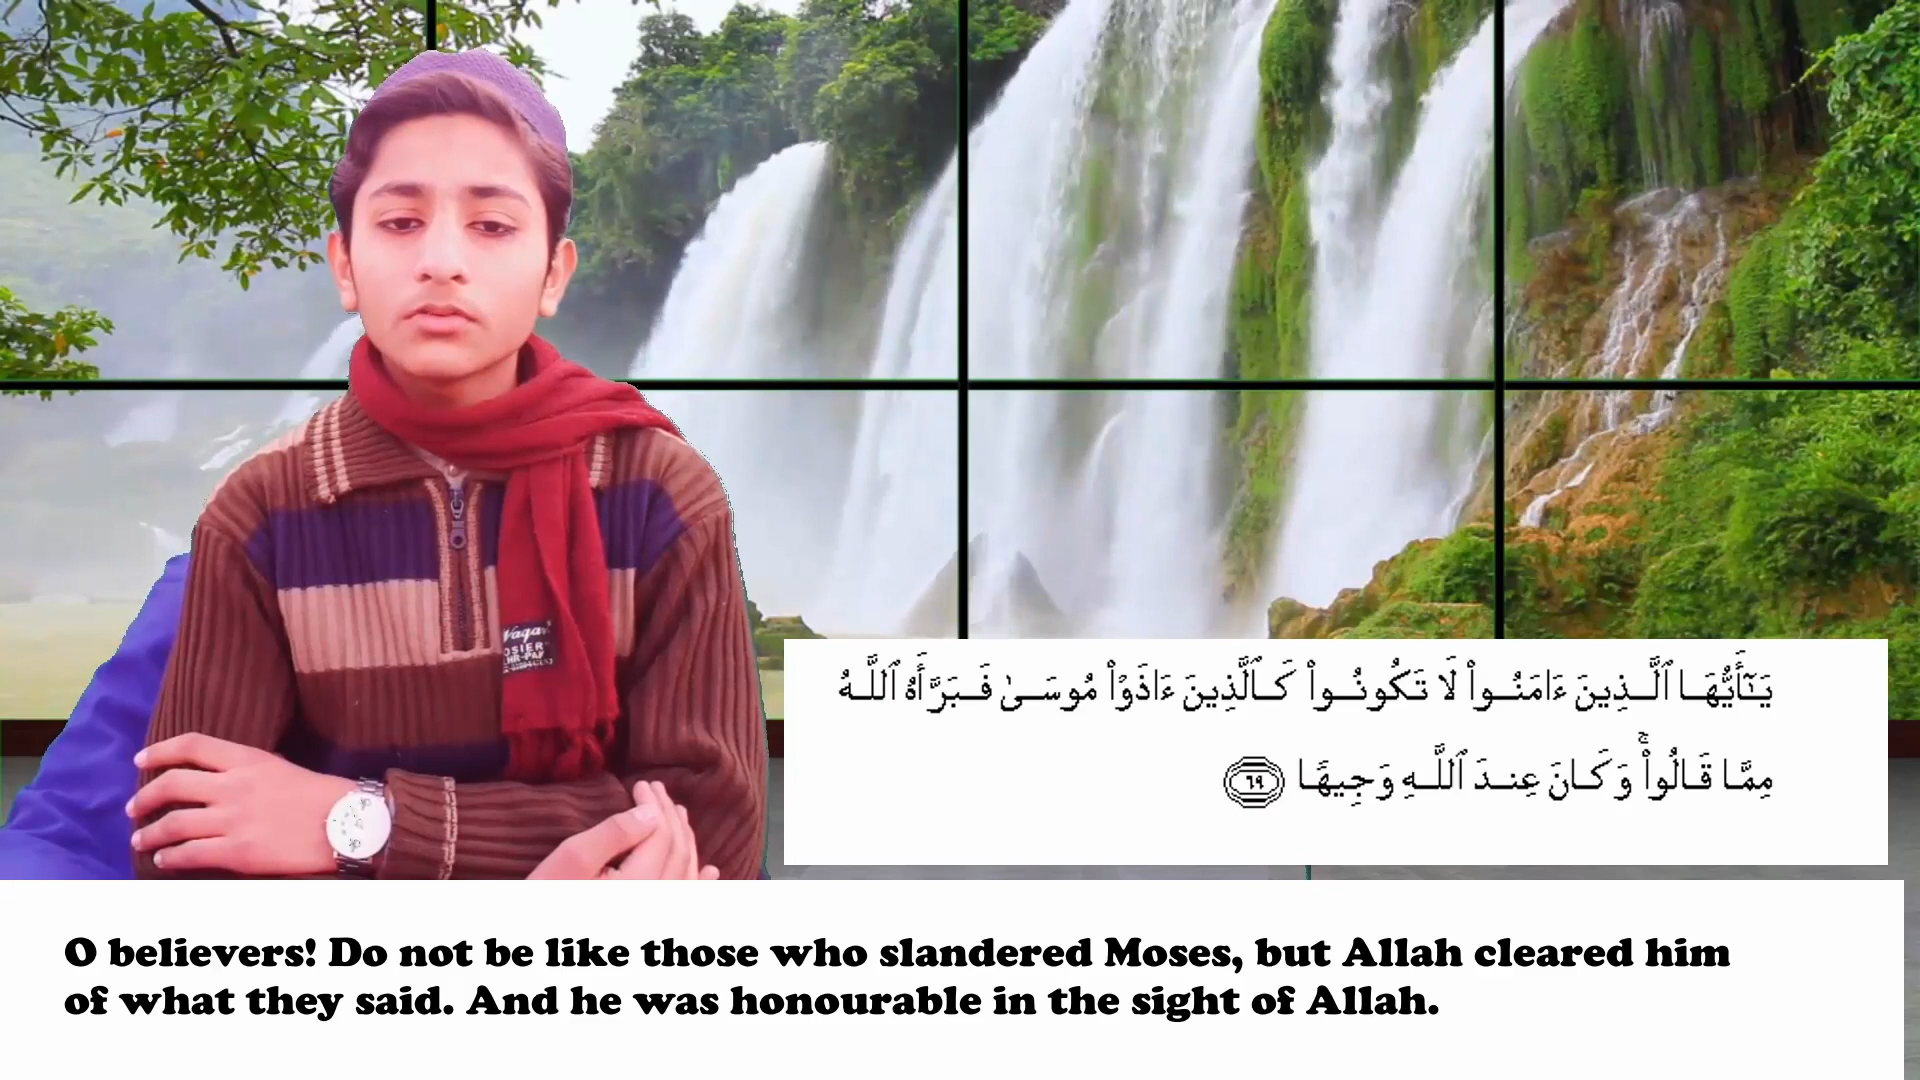 Waqar
يَـٰٓأَيُّهَا ٱلَّذِينَ ءَامَنُوا۟ لَا تَكُونُوا۟ كَٱلَّذِينَ ءَاذَوْا۟ مُوسَىٰ فَبَرَّأَهُ ٱللَّهُ
مِمَّا قَالُوا۟ ۚ وَكَانَ عِندَ ٱللَّهِ وَجِيهًا ٦٩
O believers! Do not be like those who slandered Moses, but Allah cleared him
of what they said. And he was honourable in the sight of Allah.